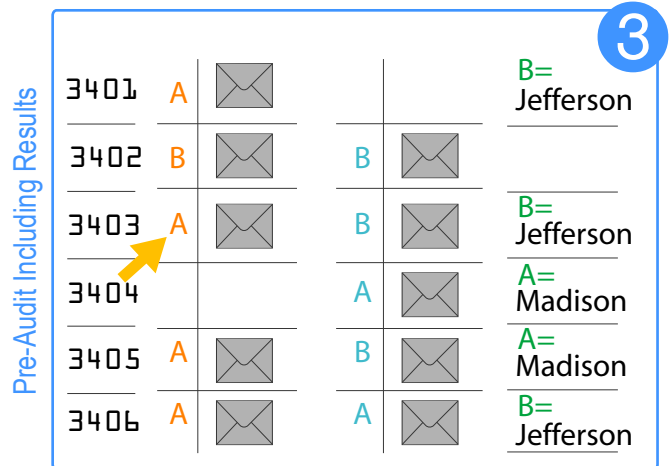 3
Pre-Audit Including Results
3401 A B=
Jefferson
3402 B B
3403 A B B=
Jefferson
3404 A A=
Madison
3405 A B A=
Madison
3406 A A B=
Jefferson